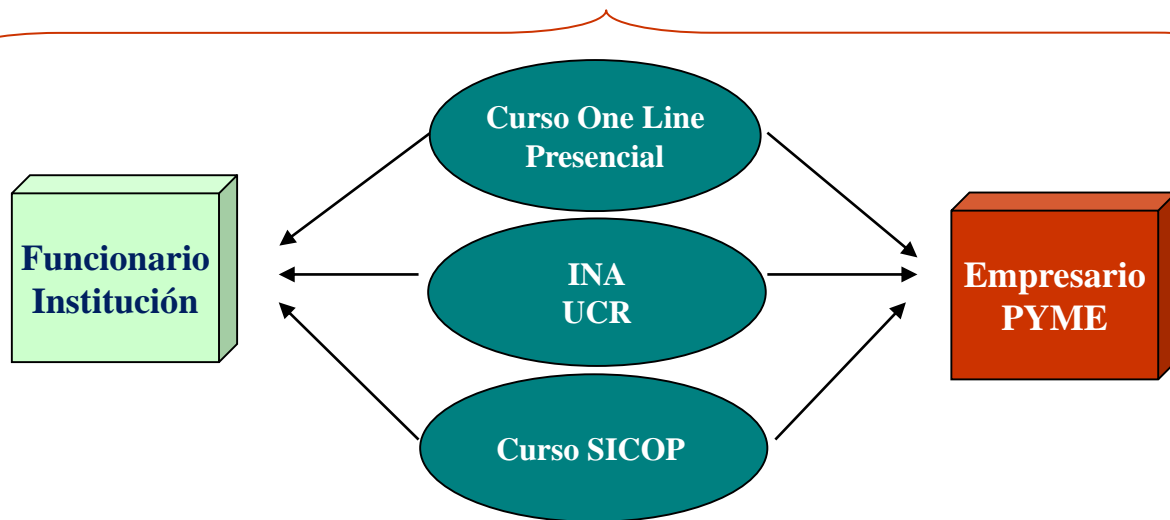 Curso One Line
Presencial
Funcionario
Institución
INA
UCR
Empresario
PYME
Curso SICOP